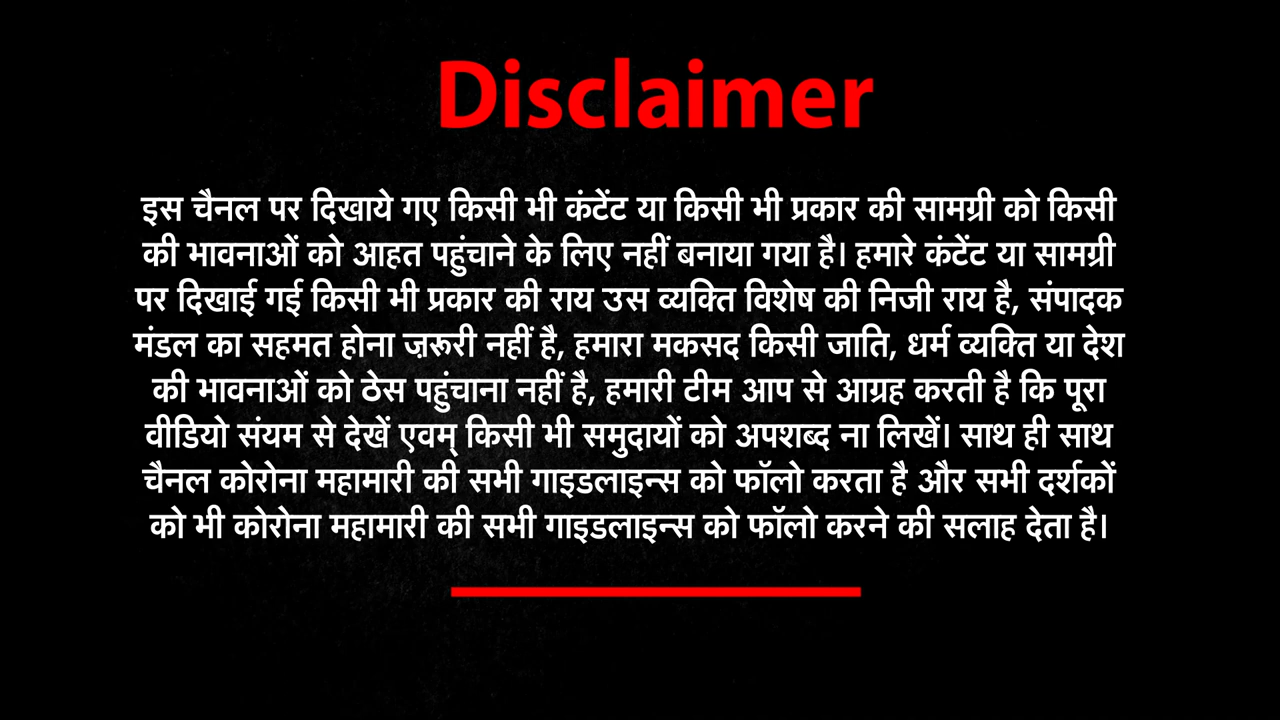 Disclaimer
इस चैनल पर दिखाये गए किसी भी कंटेंट या किसी भी प्रकार की सामग्री को किसी
की भावनाओं को आहत पहुंचाने के लिए नहीं बनाया गया है। हमारे कंटेंट या सामग्री
पर दिखाई गई किसी भी प्रकार की राय उस व्यक्ति विशेष की निजी राय है, संपादक
मंडल का सहमत होना ज़रूरी नहीं है, हमारा मकसद किसी जाति, धर्म व्यक्ति या देश
की भावनाओं को ठेस पहुंचाना नहीं है, हमारी टीम आप से आग्रह करती है कि पूरा
वीडियो संयम से देखें एवम् किसी भी समुदायों को अपशब्द ना लिखें। साथ ही साथ
चैनल कोरोना महामारी की सभी गाइडलाइन्स को फॉलो करता है और सभी दर्शकों
को भी कोरोना महामारी की सभी गाइडलाइन्स को फॉलो करने की सलाह देता है।